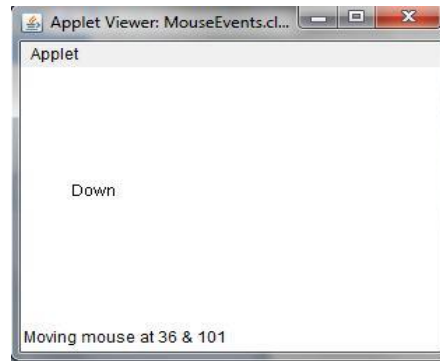 Applet Viewer: MouseEvents.cl...
Applet
Down
Moving mouse at 36 & 101